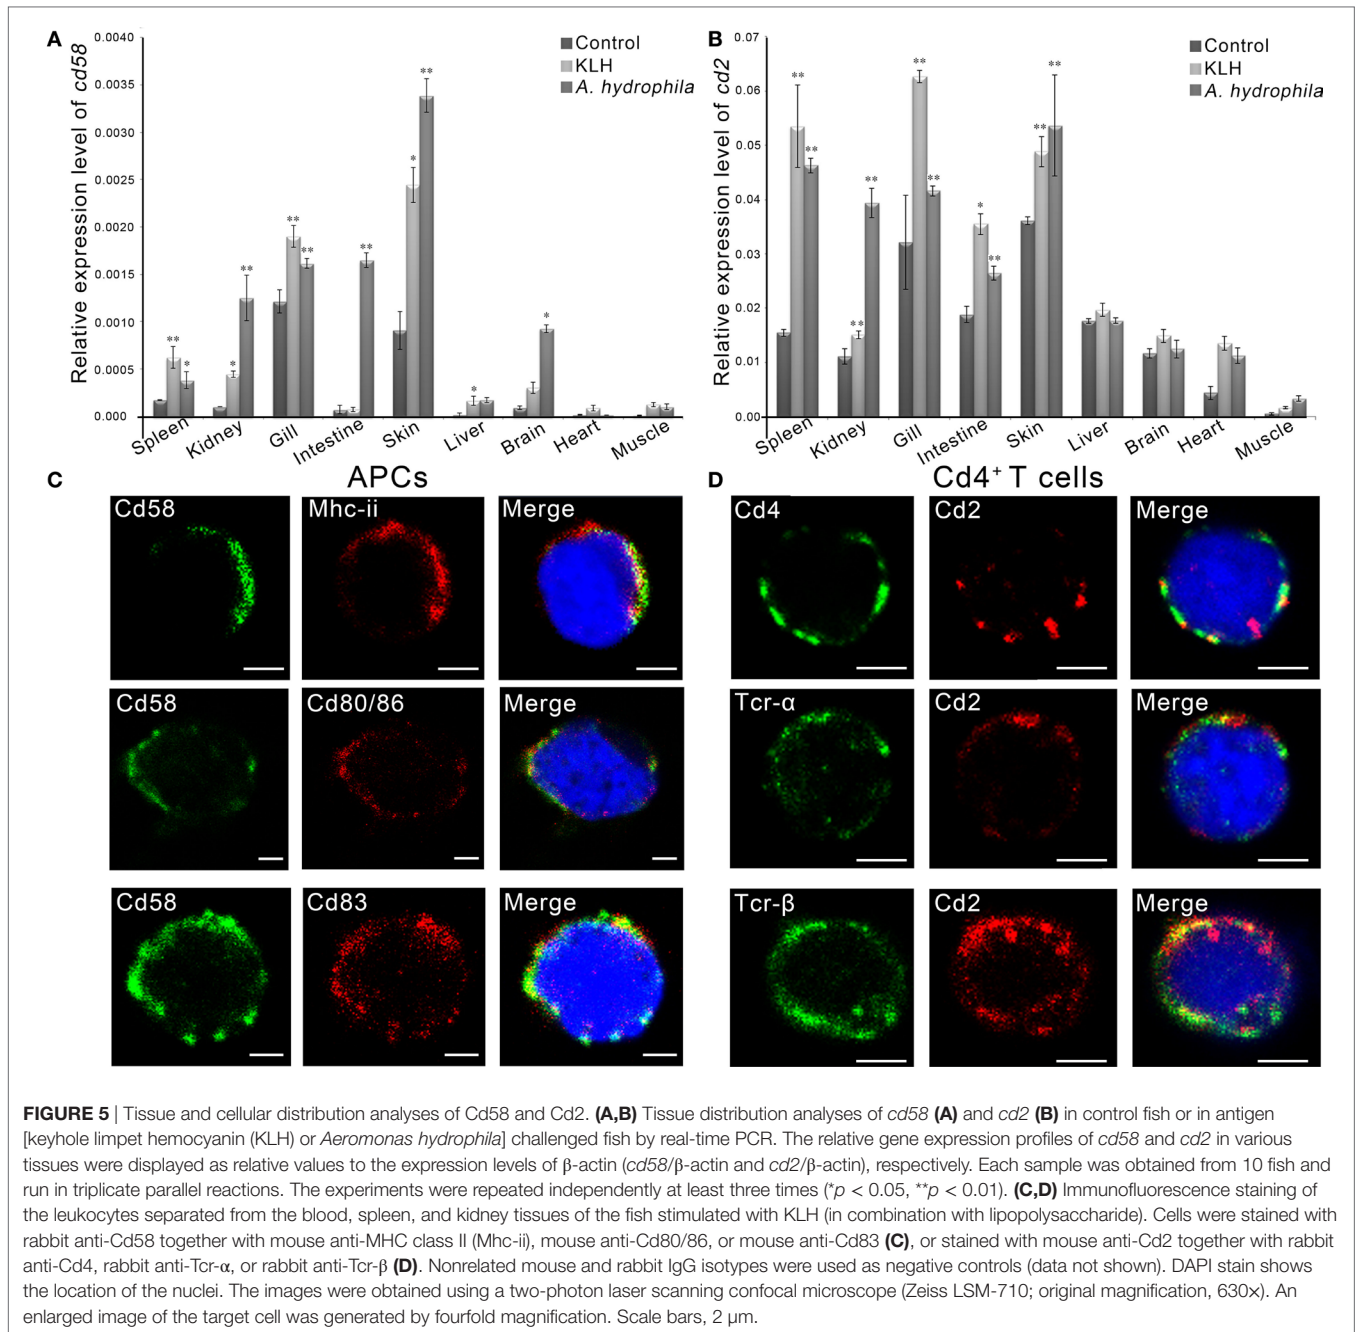 A
Relative expression level of cd58
0.0040
0.0035
0.0030
0.0025
0.0020
0.0015
0.0010
0.0005
0.000
Control
KLH
A. hydrophila
** * * ** ** ** ** * ** * *
Spleen Kidney Gill Intestine Skin Liver Brain Heart Muscle
B
Relative expression level of cd2
0.07
0.06
0.05
0.04
0.03
0.02
0.01
0.00
Control
KLH
A. hydrophila
** ** ** ** ** ** * ** ** **
Spleen Kidney Gill Intestine Skin Liver Brain Heart Muscle
C
APCs
Cd58 Mhc-ii Merge
Cd58 Cd80/86 Merge
Cd58 Cd83 Merge
D
Cd4+ T cells
Cd4 Cd2 Merge
Tcr-α Cd2 Merge
Tcr-β Cd2 Merge
FIGURE 5 | Tissue and cellular distribution analyses of Cd58 and Cd2. (A,B) Tissue distribution analyses of cd58 (A) and cd2 (B) in control fish or in antigen
[keyhole limpet hemocyanin (KLH) or Aeromonas hydrophila] challenged fish by real-time PCR. The relative gene expression profiles of cd58 and cd2 in various
tissues were displayed as relative values to the expression levels of β-actin (cd58/β-actin and cd2/β-actin), respectively. Each sample was obtained from 10 fish and
run in triplicate parallel reactions. The experiments were repeated independently at least three times (*p < 0.05, **p < 0.01). (C,D) Immunofluorescence staining of
the leukocytes separated from the blood, spleen, and kidney tissues of the fish stimulated with KLH (in combination with lipopolysaccharide). Cells were stained with
rabbit anti-Cd58 together with mouse anti-MHC class II (Mhc-ii), mouse anti-Cd80/86, or mouse anti-Cd83 (C), or stained with mouse anti-Cd2 together with rabbit
anti-Cd4, rabbit anti-Tcr-α, or rabbit anti-Tcr-β (D). Nonrelated mouse and rabbit IgG isotypes were used as negative controls (data not shown). DAPI stain shows
the location of the nuclei. The images were obtained using a two-photon laser scanning confocal microscope (Zeiss LSM-710; original magnification, 630×). An
enlarged image of the target cell was generated by fourfold magnification. Scale bars, 2 μm.